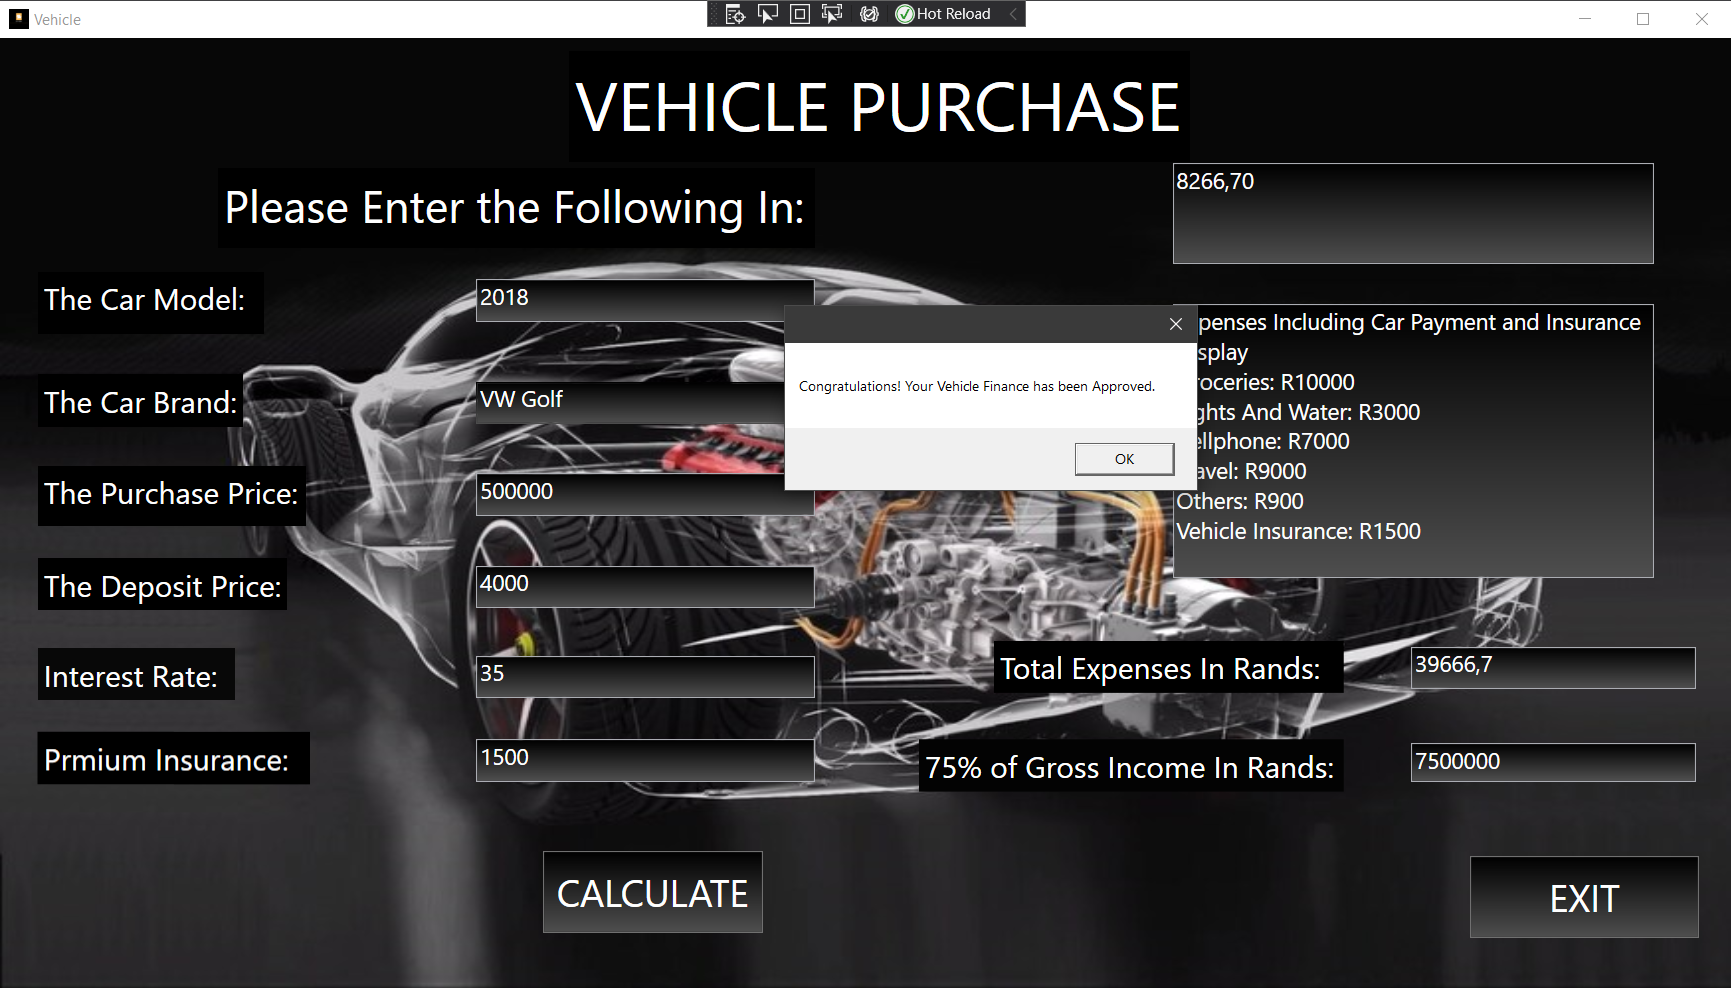 Vehicle
Hot Reload
VEHICLE PURCHASE
Please Enter the Following In:
8266,70
The Car Model:
2018
The Car Brand:
VW Golf
The Purchase Price:
500000
The Deposit Price:
4000
Interest Rate:
35
Prmium Insurance:
1500
Congratulations! Your Vehicle Finance has been Approved.
OK
penses Including Car Payment and Insurance
splay
oceries: R10000
ghts And Water: R3000
ellphone: R7000
avel: R9000
Others: R900
Vehicle Insurance: R1500
Total Expenses In Rands:
39666,7
75% of Gross Income In Rands:
7500000
CALCULATE
EXIT